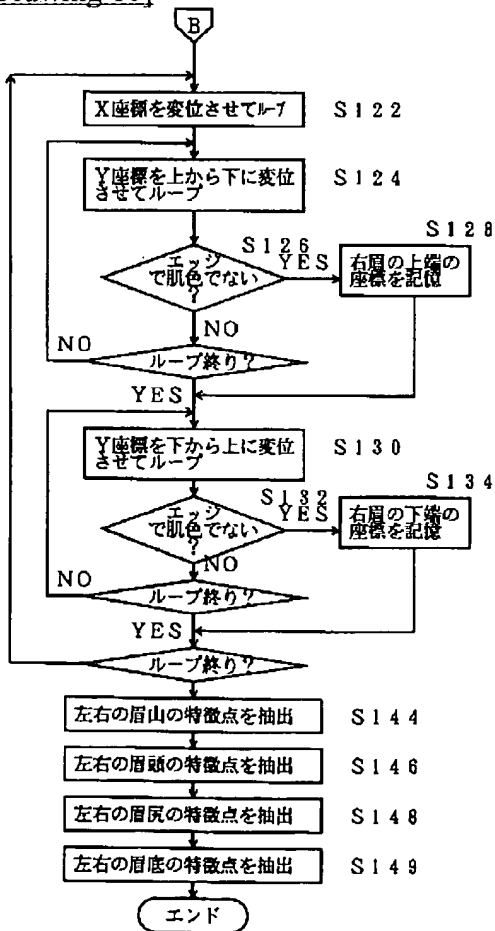 B
X座標を変位させてループ S122
Y座標を上から下に変位
させてループ
S124
エッジ
で肌色でない
?
S126
YES
S128
右眉の上端の
座標を記憶
NO
NO
ループ終り?
YES
Y座標を下から上に変位
させてループ
S130
エッジ
で肌色でない
?
S132
YES
S134
右眉の下端の
座標を記憶
NO
NO
ループ終り?
YES
ループ終り?
左右の眉山の特徴点を抽出 S144
左右の眉頭の特徴点を抽出 S146
左右の眉尻の特徴点を抽出 S148
左右の眉底の特徴点を抽出 S149
エンド